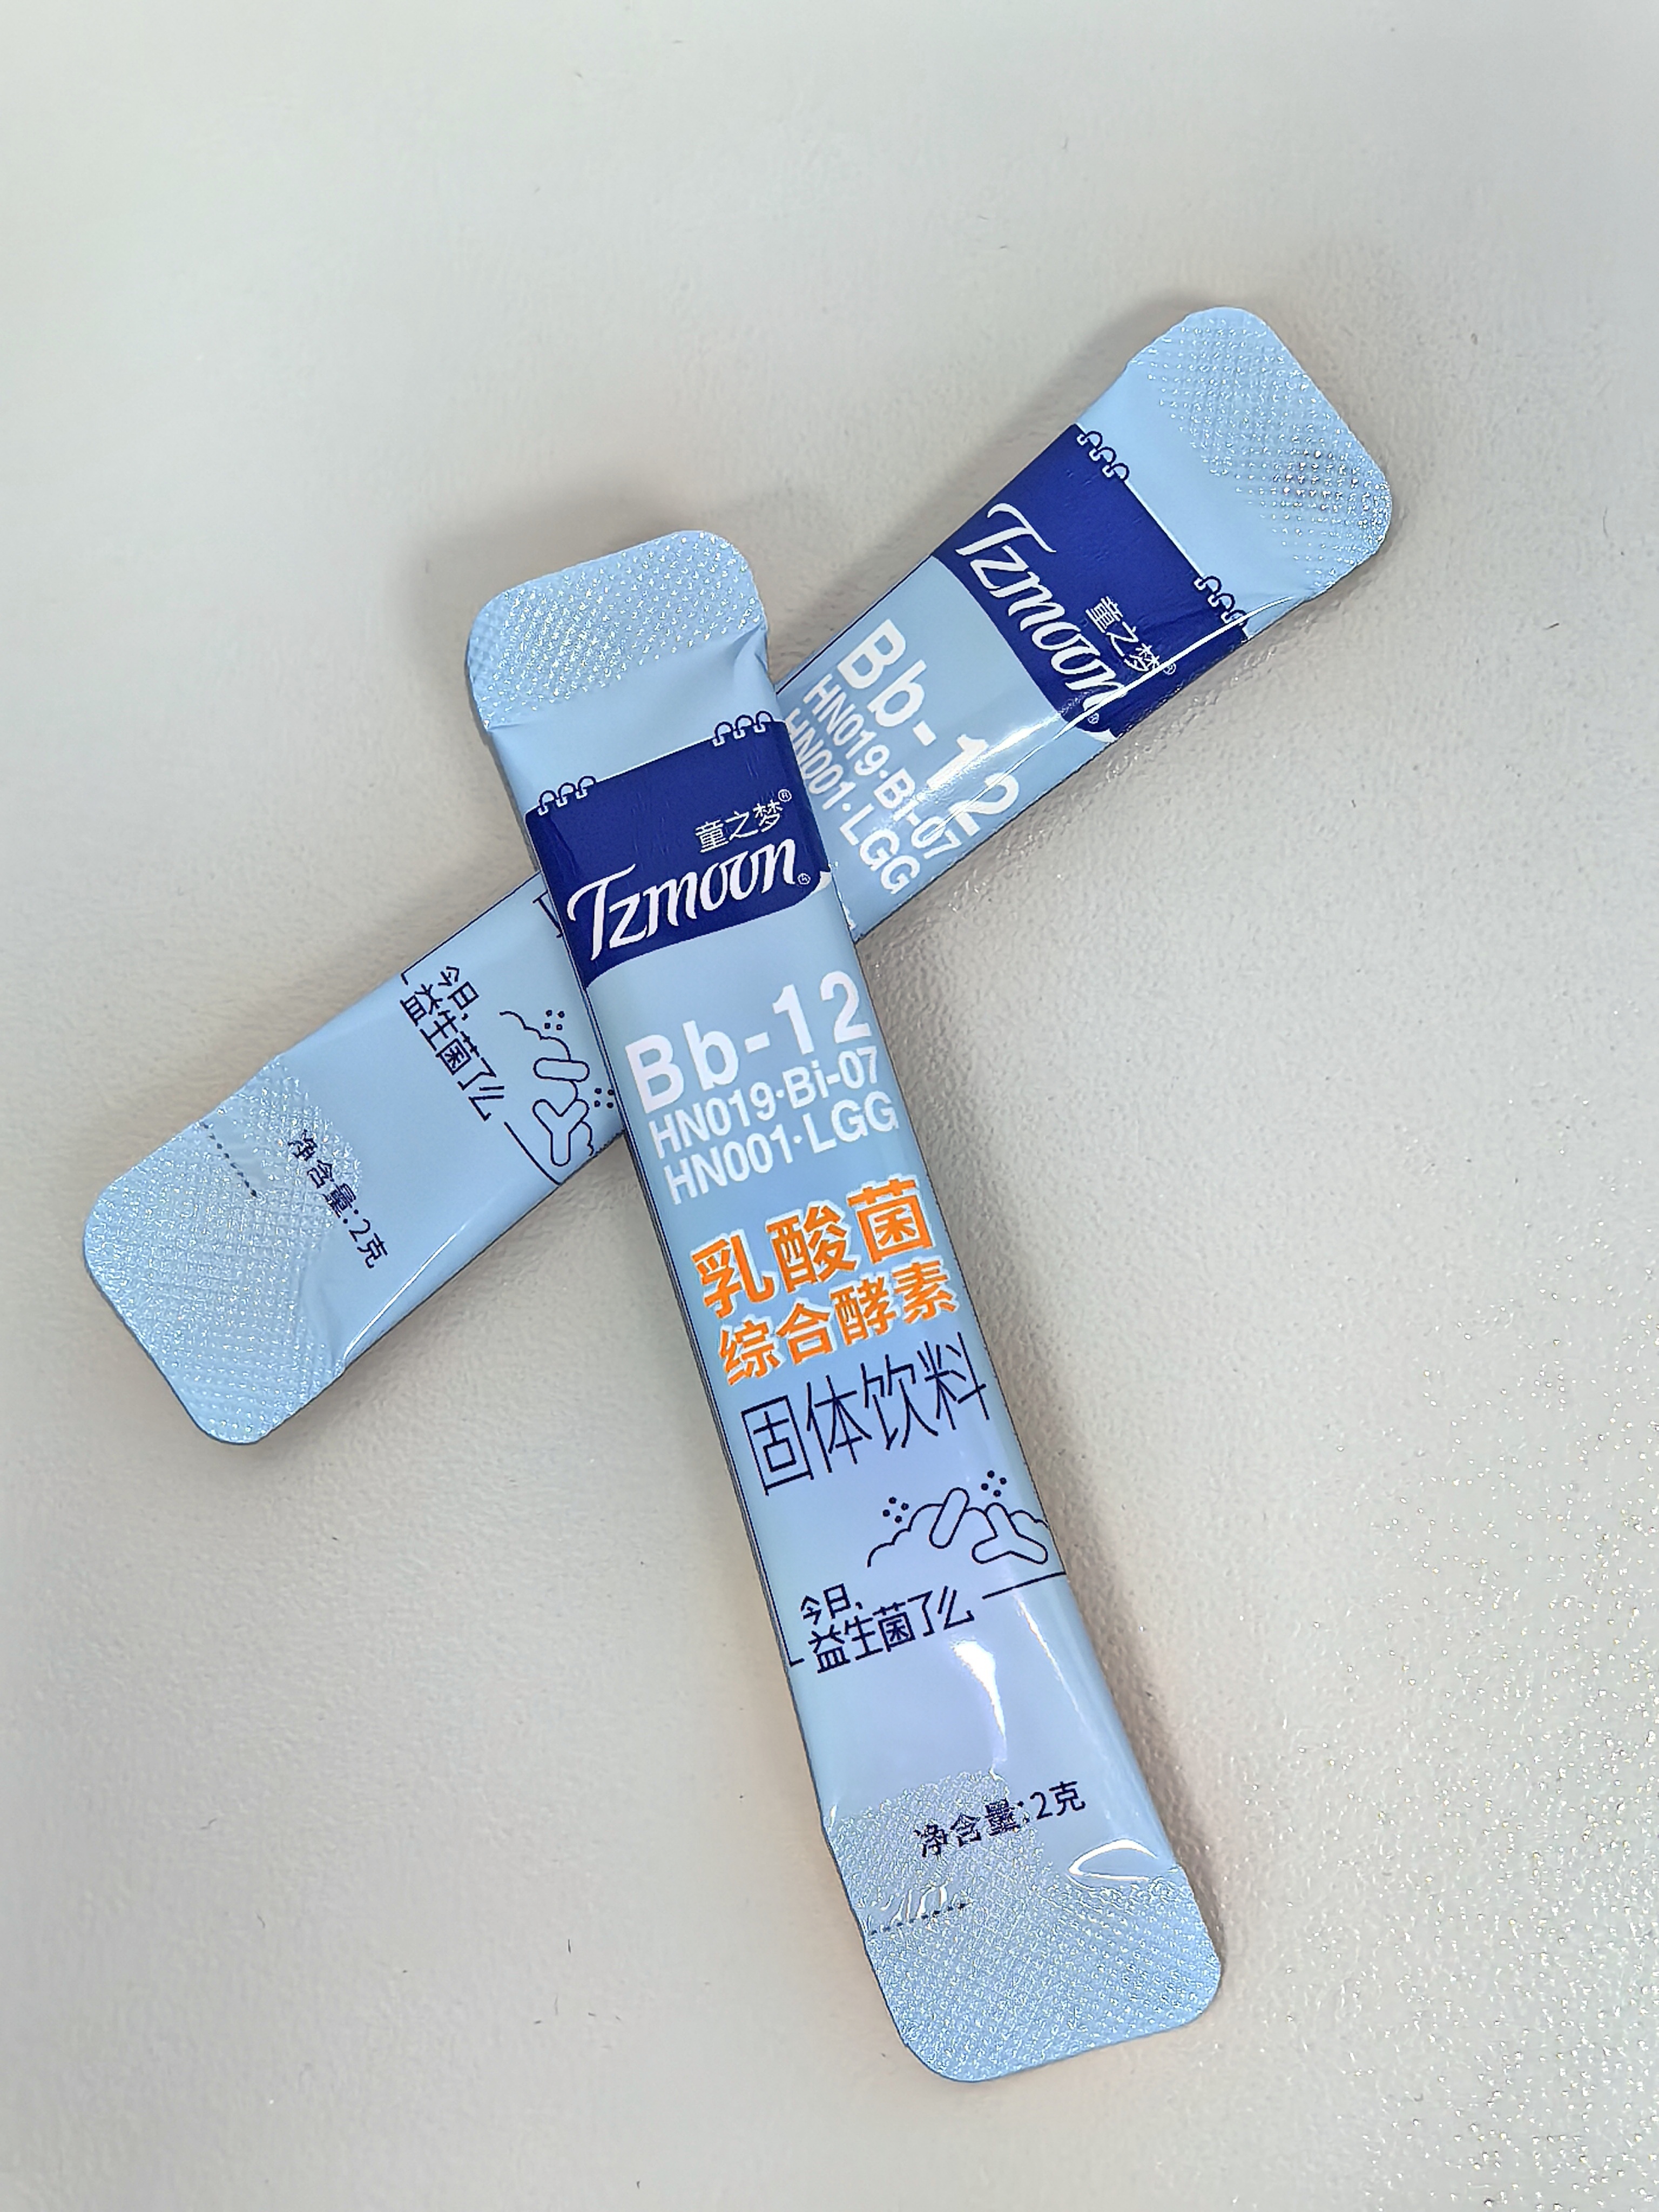 童之梦®
Tzmoon®
Bb-12
HN019·Bi-07
HN001·LGG
乳酸菌
综合酵素
固体饮料
今日,
益生菌了么
净含量:2克
童之梦®
Tzmoon®
Bb-12
HN019·Bi-07
HN001·LGG
今日,
益生菌了么
净含量:2克